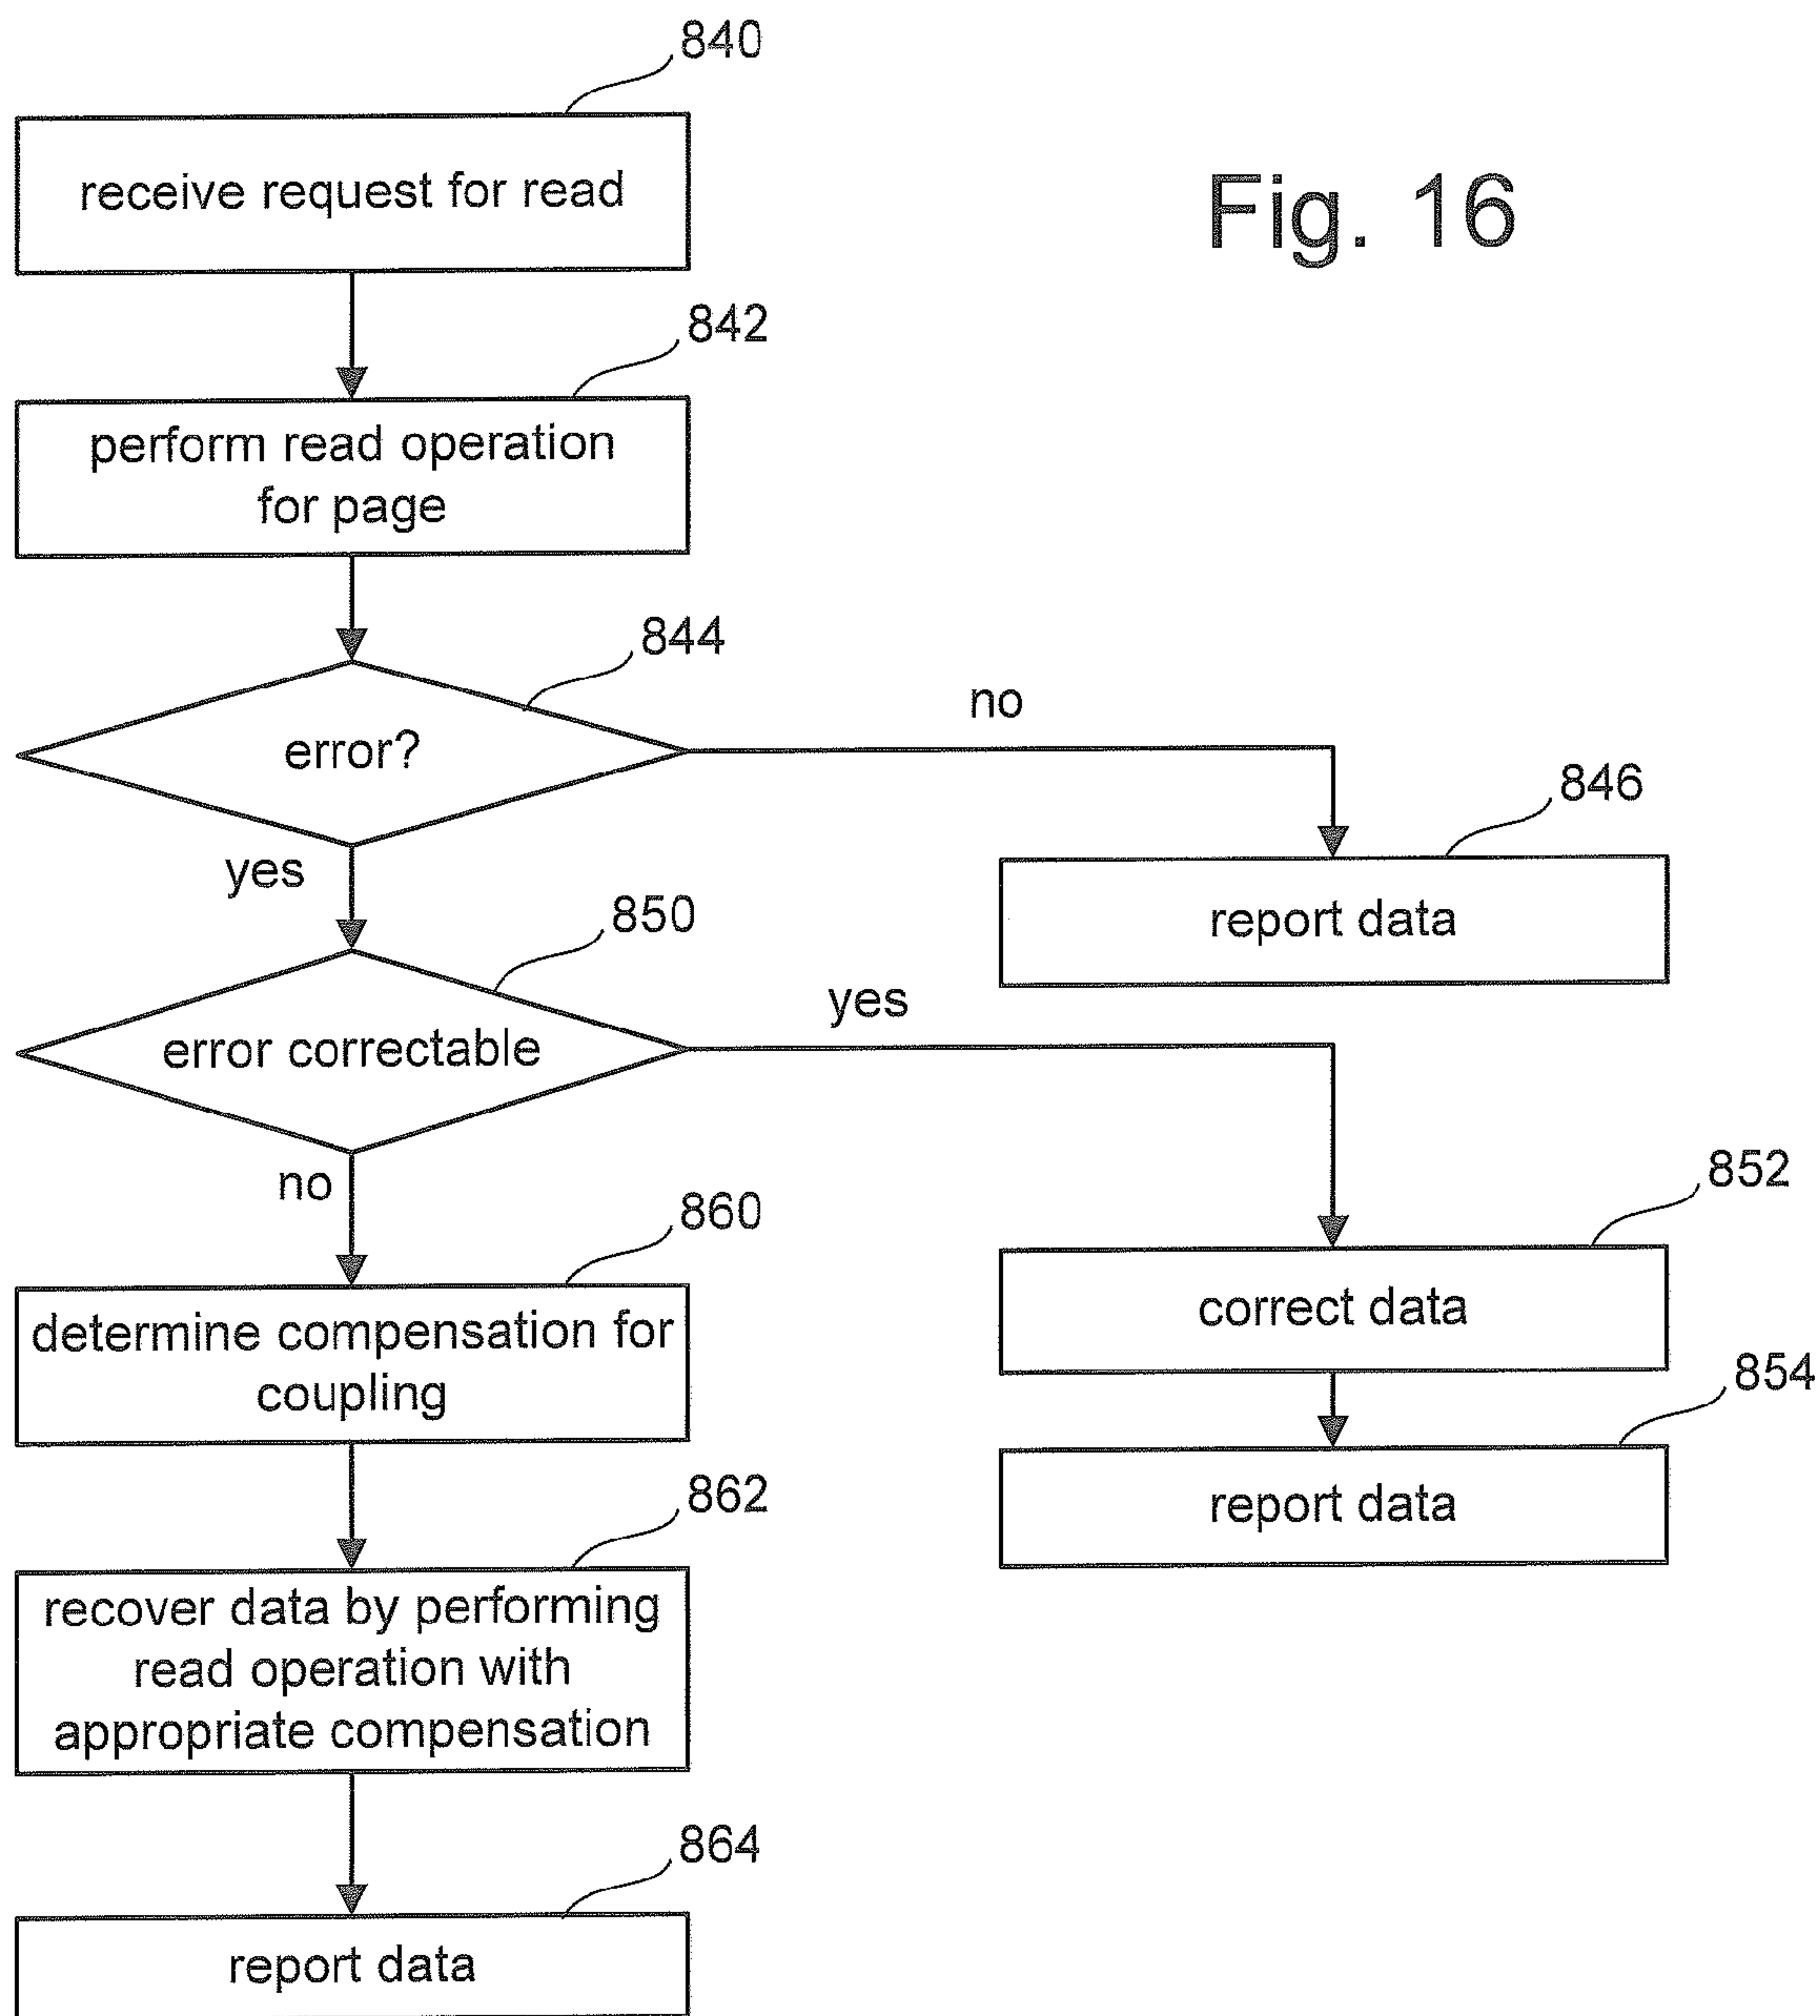 840
receive request for read
Fig. 16
842
perform read operation
for page
844
error?
no
846
report data
yes
850
error correctable
yes
852
correct data
854
report data
no
860
determine compensation for
coupling
862
recover data by performing
read operation with
appropriate compensation
864
report data